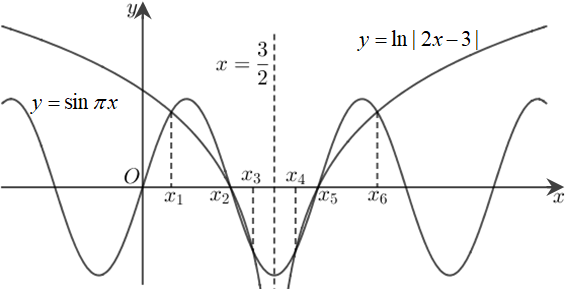 y
y = ln | 2x − 3 |
x = 3/2
y = sin πx
O
x₃
x₄
x₁
x₂
x₅
x₆
x